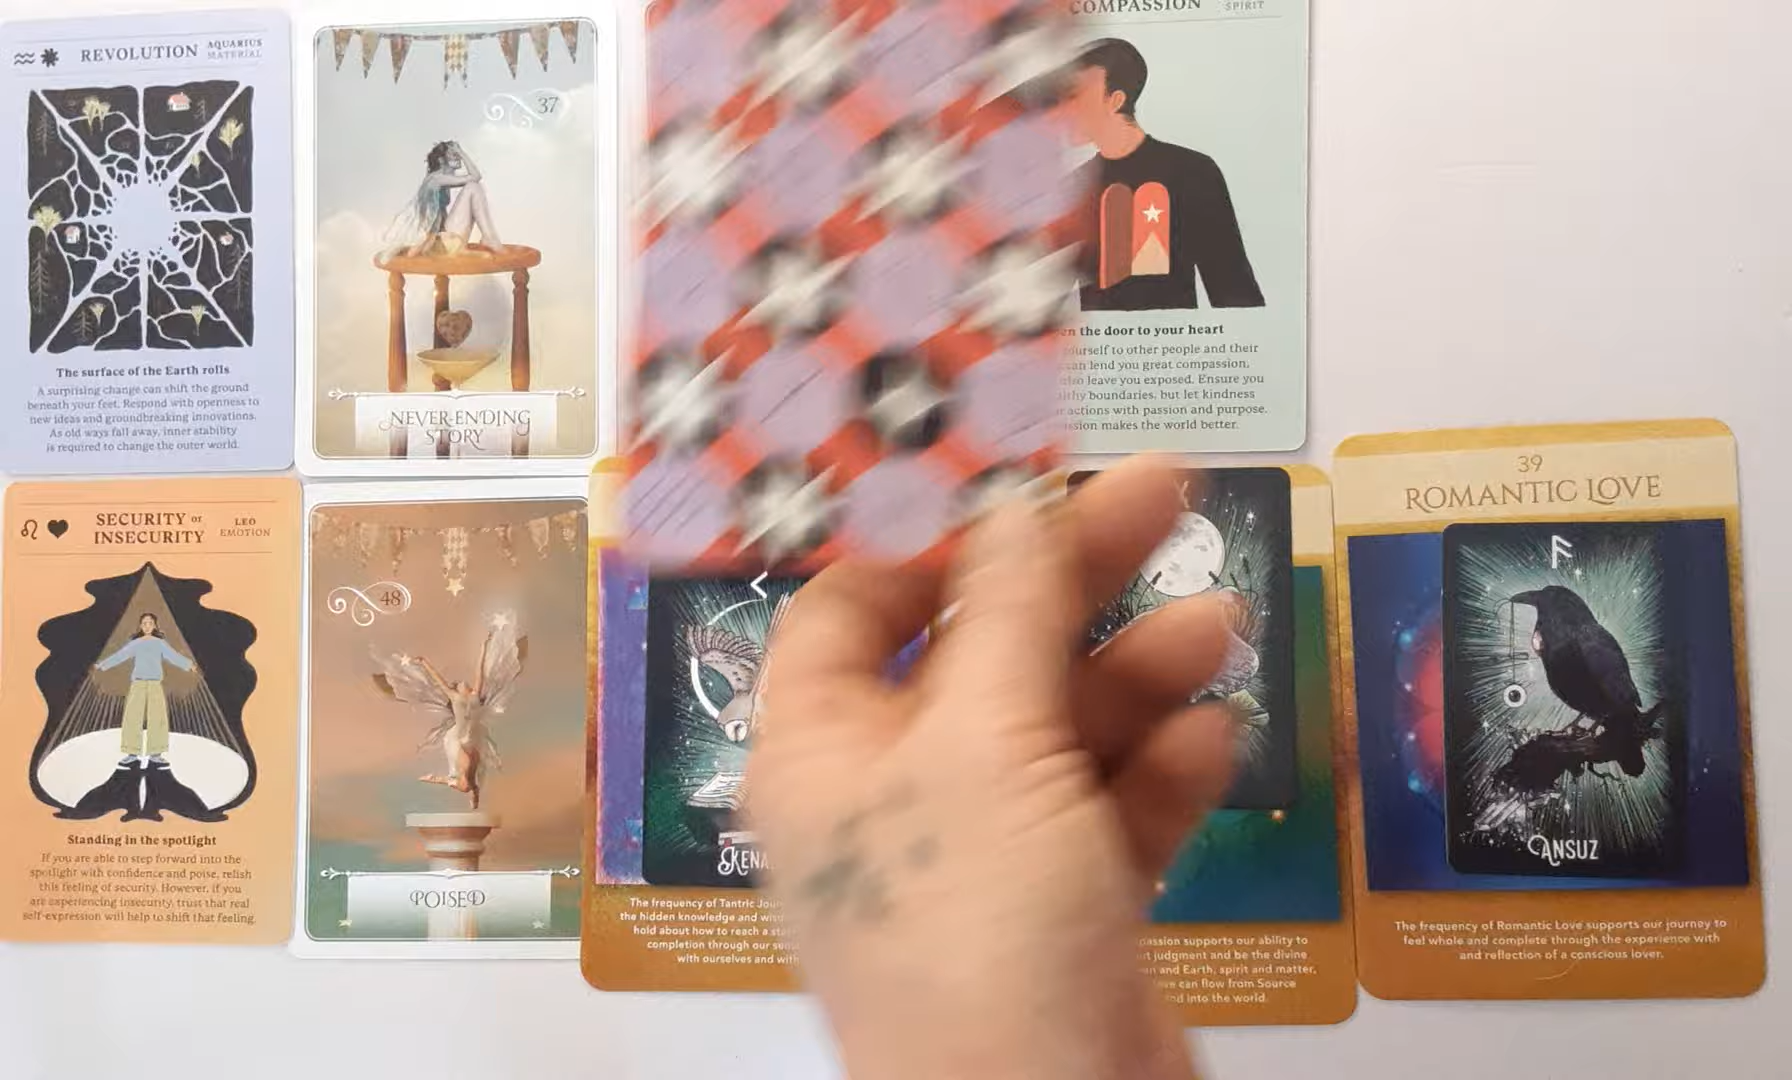 REVOLUTION
AQUARIUS
MATERIAL
The surface of the Earth rolls
A surprising change can shift the ground
beneath your feet. Respond with openness to
new ideas and groundbreaking innovations.
As old ways fall away, inner stability
is required to change the outer world.
37
NEVER-ENDING
STORY
COMPASSION
SPIRIT
the door to your heart
yourself to other people and their
can lend you great compassion,
also leave you exposed. Ensure you
boundaries, but let kindness
actions with passion and purpose.
makes the world better.
SECURITY or
INSECURITY
LEO
EMOTION
Standing in the spotlight
If you are able to step forward into the
spotlight with confidence and poise, relish
this feeling of security. However, if you
are experiencing insecurity, trust that real
self-expression will help to shift that feeling.
48
POISED
KENA
The frequency of Tantric
the hidden knowledge and
hold about how to reach a
completion through our
with ourselves and with
supports our ability to
judgment and be the divine
and Earth, spirit and matter,
can flow from Source
into the world.
39
ROMANTIC LOVE
ANSUZ
The frequency of Romantic Love supports our journey to
feel whole and complete through the experience with
and reflection of a conscious lover.